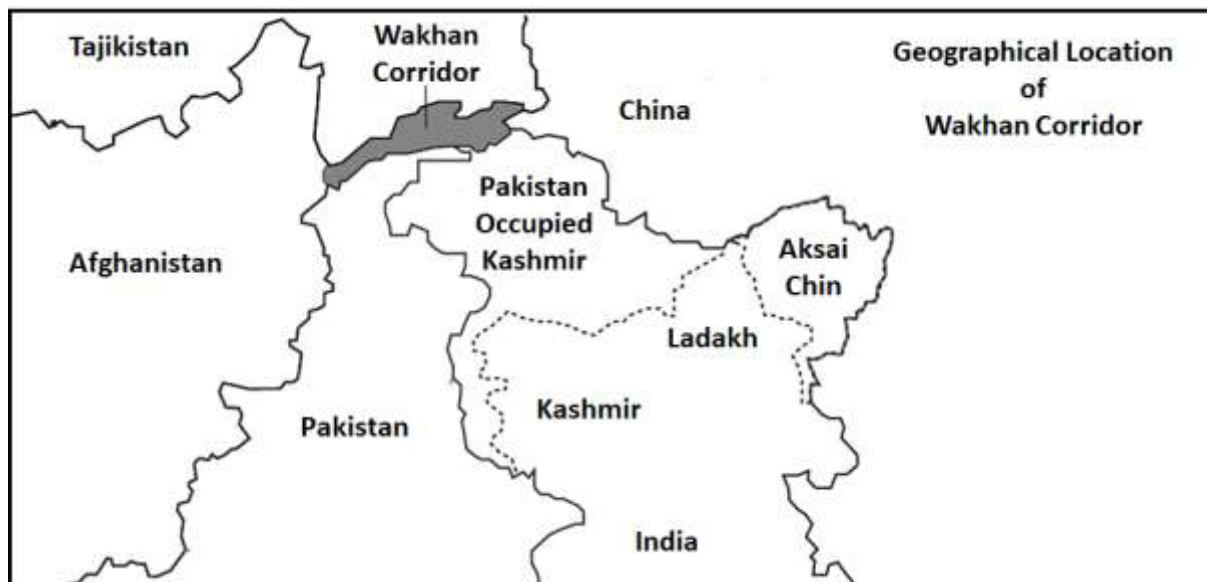 Tajikistan
Wakhan
Corridor
Geographical Location
of
Wakhan Corridor
China
Pakistan
Occupied
Kashmir
Aksai
Chin
Afghanistan
Ladakh
Kashmir
Pakistan
India